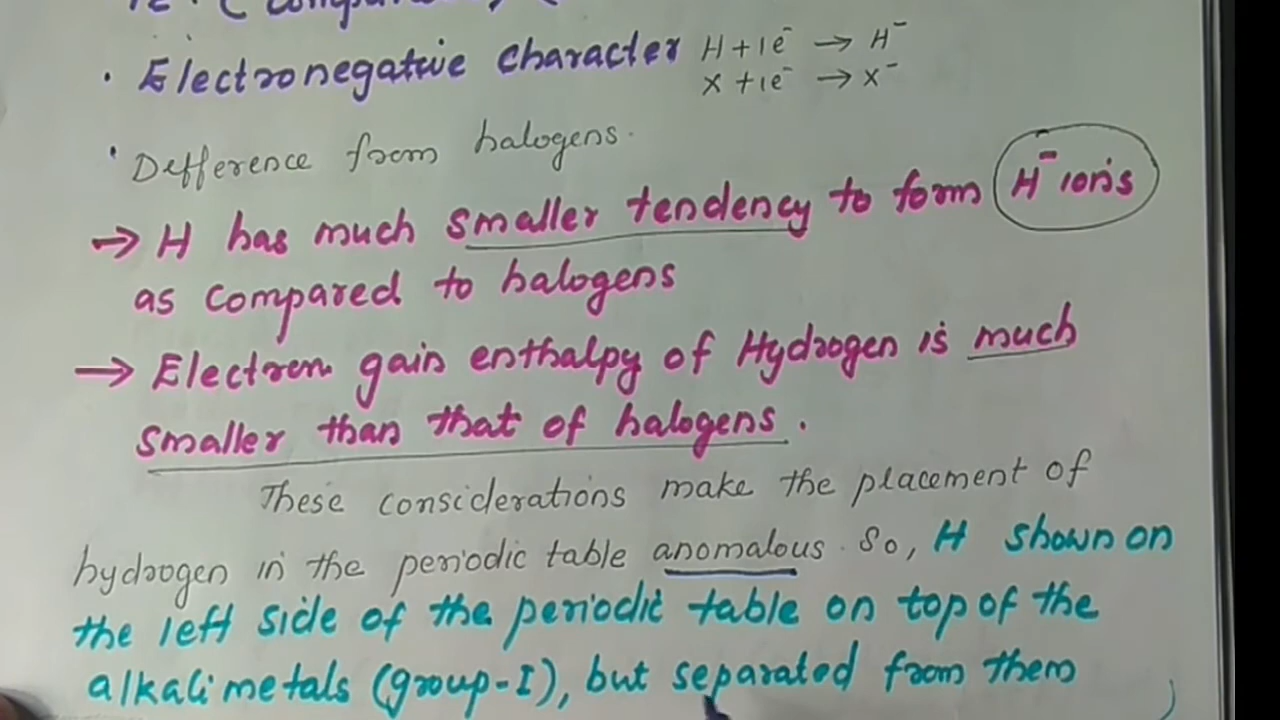 • Electronegative character H + 1e⁻ → H⁻
X + 1e⁻ → X⁻
• Defference from halogens.
→ H has much smaller tendency to form H⁻ ions
as compared to halogens
→ Electron gain enthalpy of Hydrogen is much
smaller than that of halogens.
These considerations make the placement of
hydrogen in the periodic table anomalous. So, H shown on
the left side of the periodic table on top of the
alkali metals (group-I), but separated from them